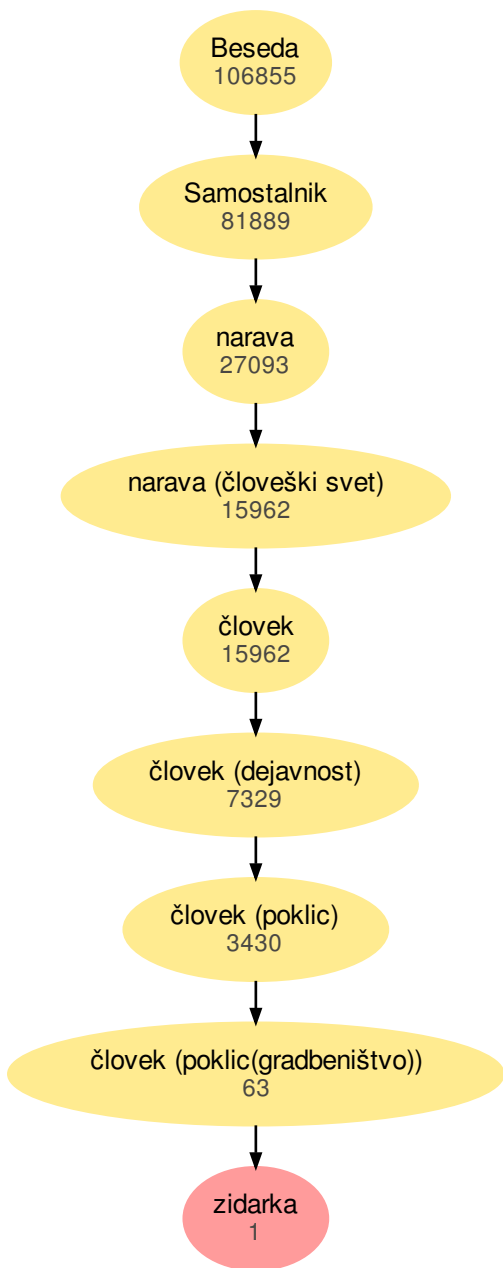 Beseda
106855
Samostalnik
81889
narava
27093
narava (človeški svet)
15962
človek
15962
človek (dejavnost)
7329
človek (poklic)
3430
človek (poklic(gradbeništvo))
63
zidarka
1